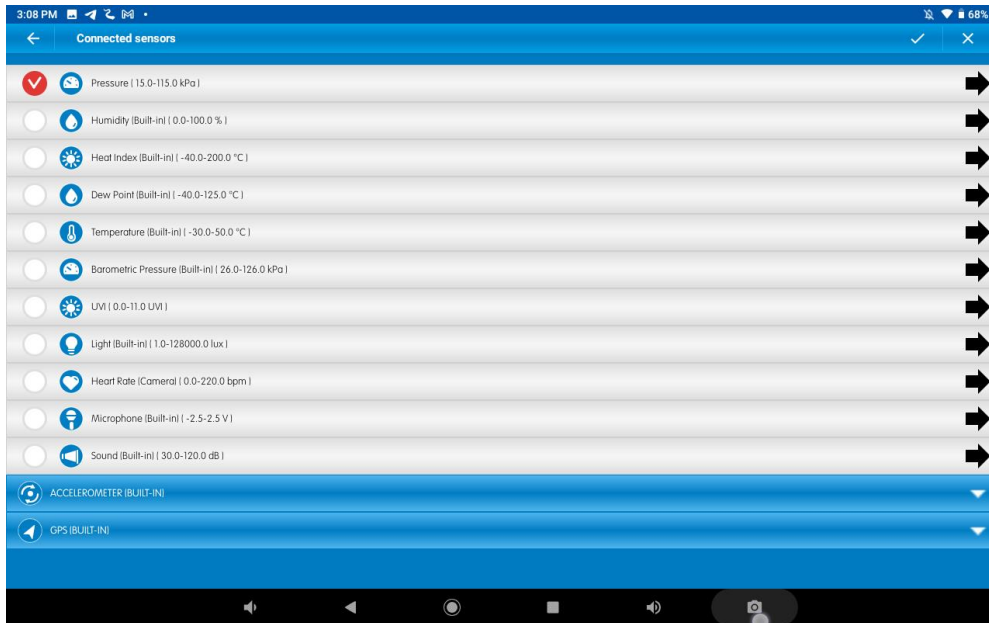 3:08 PM 68%
Connected sensors
Pressure ( 15.0-115.0 kPa )
Humidity (Built-in) ( 0.0-100.0 % )
Heat Index (Built-in) ( -40.0-200.0 °C )
Dew Point (Built-in) ( -40.0-125.0 °C )
Temperature (Built-in) ( -30.0-50.0 °C )
Barometric Pressure (Built-in) ( 26.0-126.0 kPa )
UVI ( 0.0-11.0 UVI )
Light (Built-in) ( 1.0-128000.0 lux )
Heart Rate (Camera) ( 0.0-220.0 bpm )
Microphone (Built-in) ( -2.5-2.5 V )
Sound (Built-in) ( 30.0-120.0 dB )
ACCELEROMETER (BUILT-IN)
GPS (BUILT-IN)